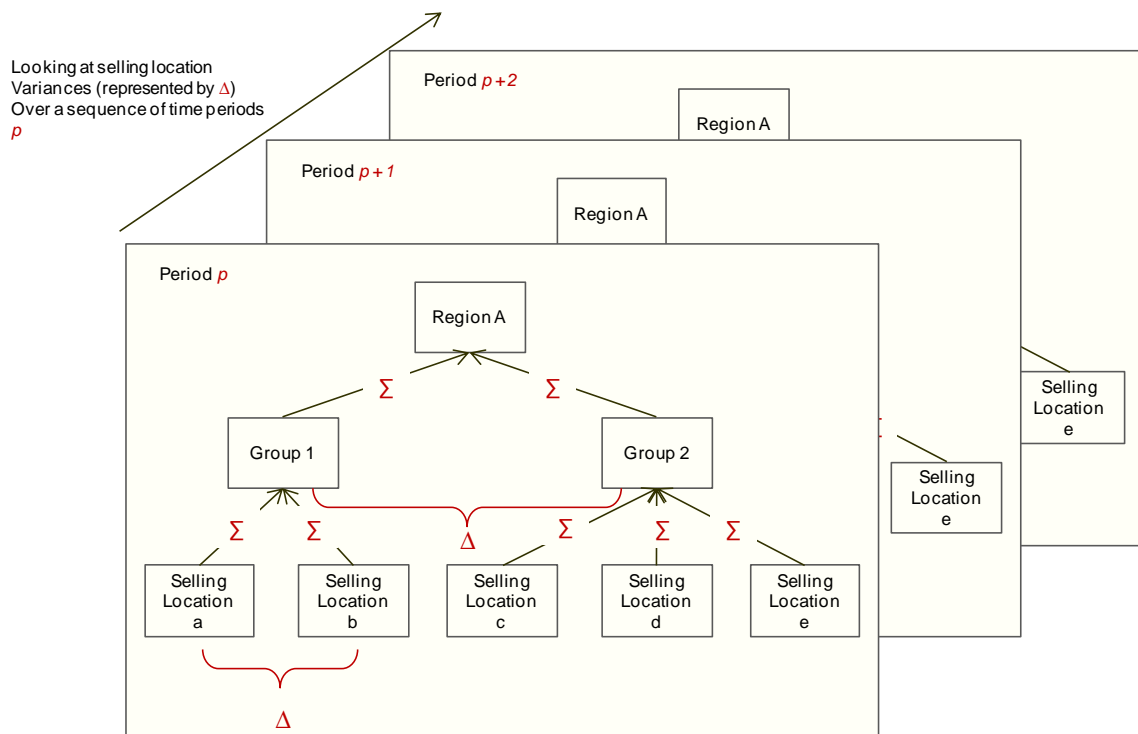 Looking at selling location
Variances (represented by Δ)
Over a sequence of time periods
p
Period p+2
Region A
Period p+1
Region A
Period p
Region A
Σ
Σ
Group 1
Group 2
Selling
Location
e
Selling
Location
e
Δ
Σ
Σ
Σ
Σ
Σ
Selling
Location
a
Selling
Location
b
Selling
Location
c
Selling
Location
d
Selling
Location
e
Δ